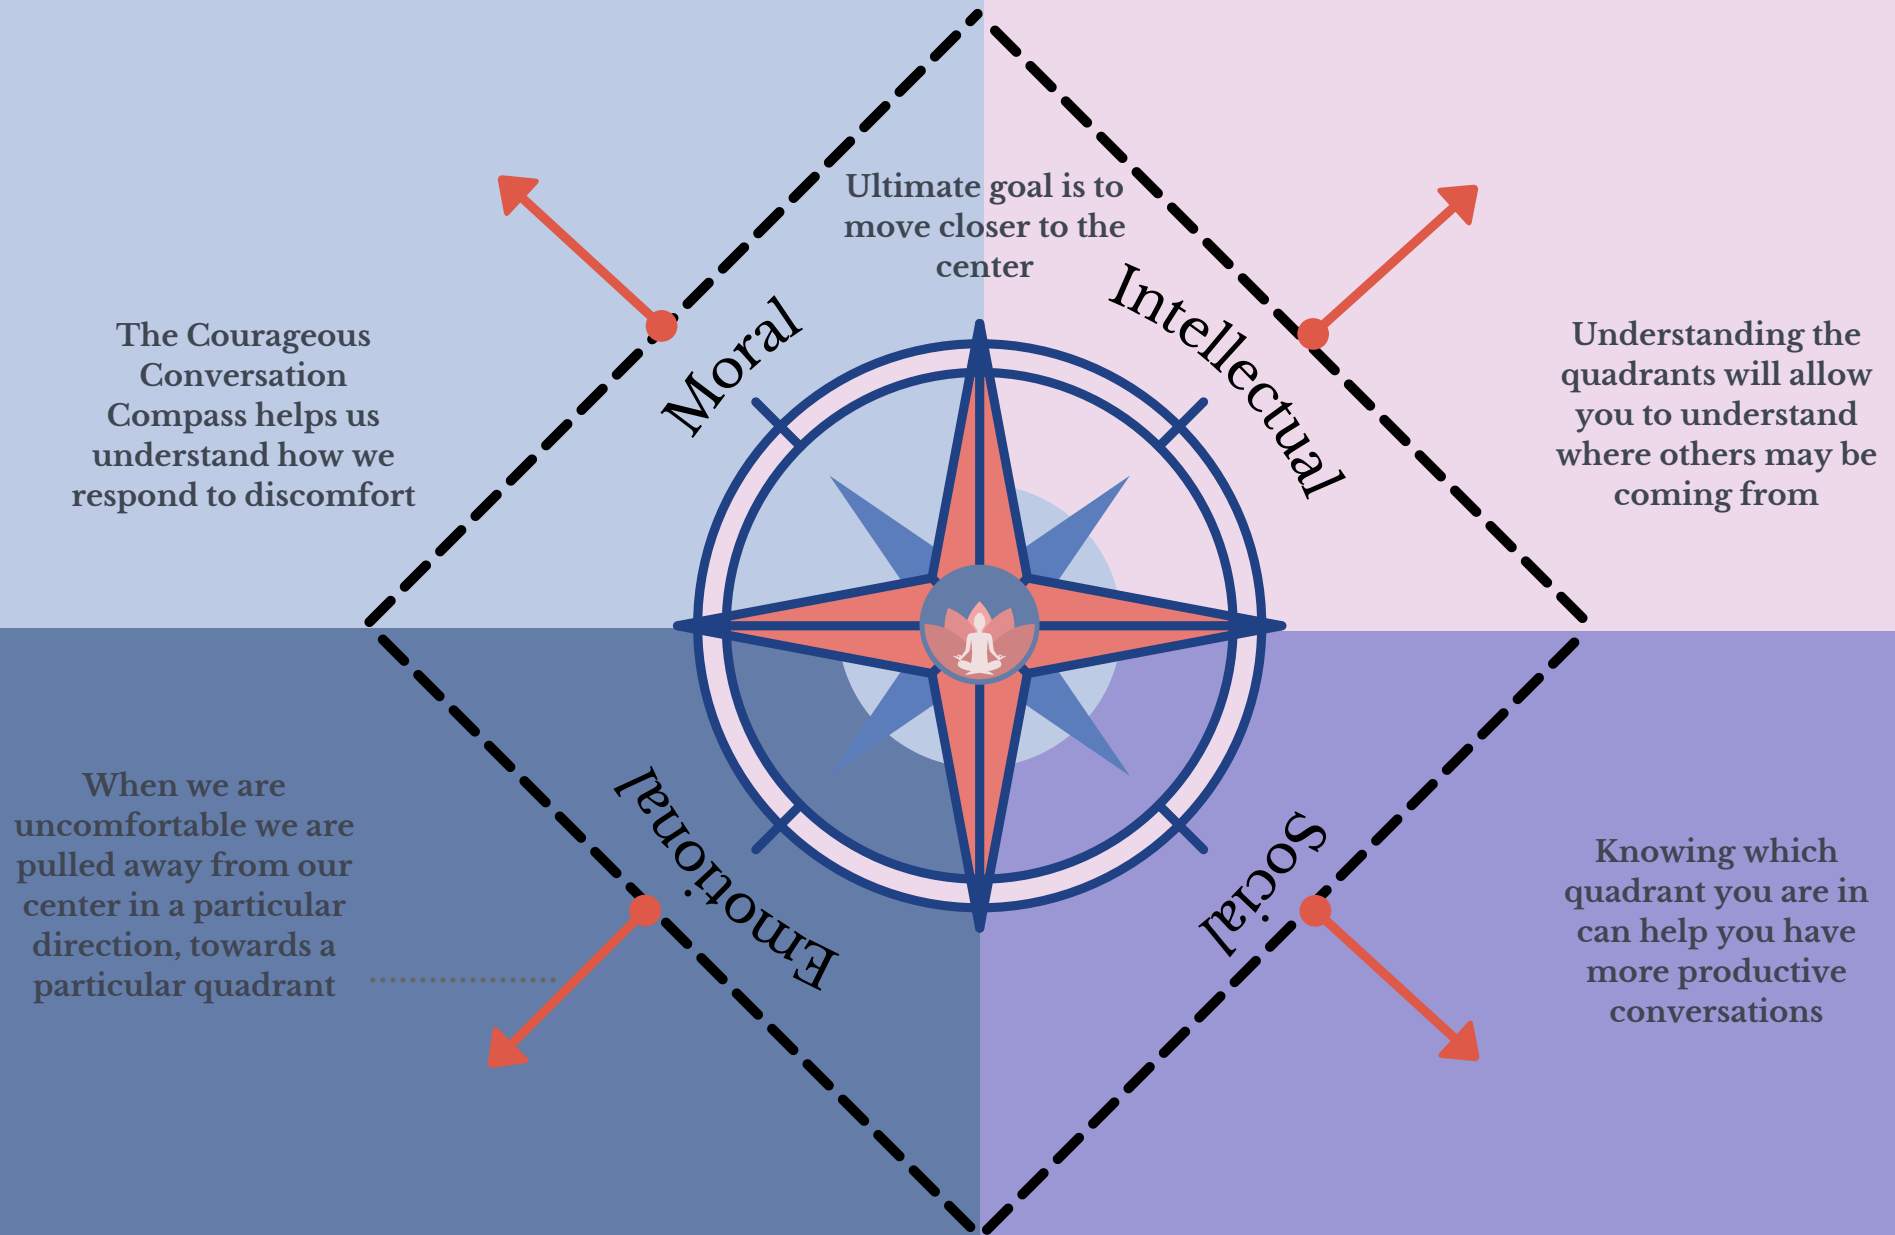 Ultimate goal is to
move closer to the
center
Moral
Intellectual
The Courageous
Conversation
Compass helps us
understand how we
respond to discomfort
Understanding the
quadrants will allow
you to understand
where others may be
coming from
When we are
uncomfortable we are
pulled away from our
center in a particular
direction, towards a
particular quadrant
Emotional
Social
Knowing which
quadrant you are in
can help you have
more productive
conversations